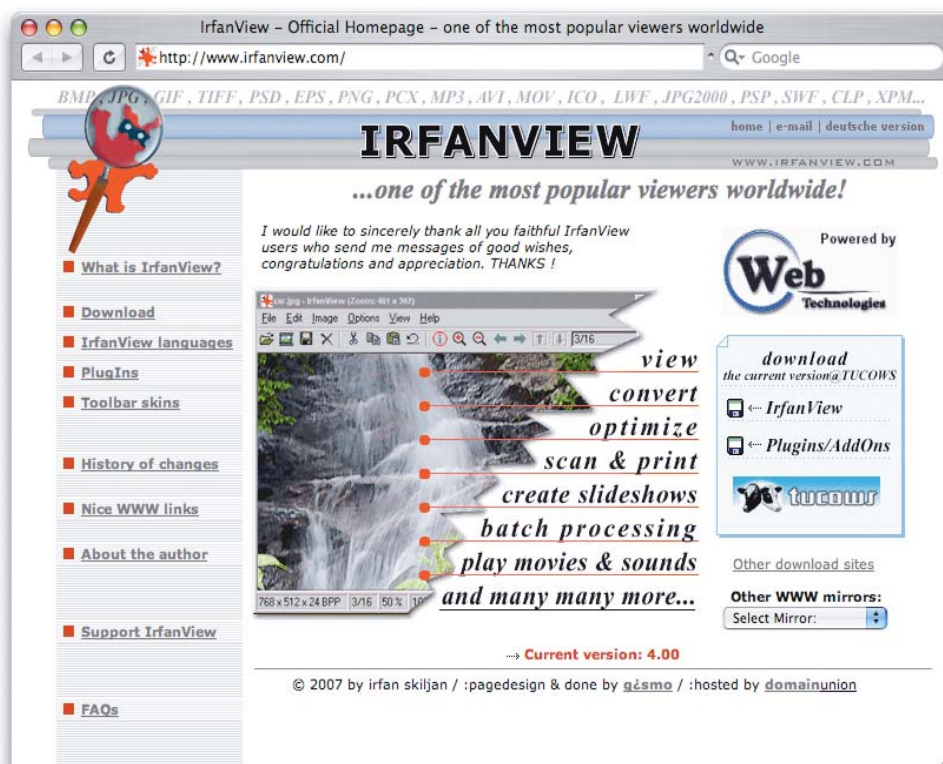 IrfanView – Official Homepage – one of the most popular viewers worldwide
http://www.irfanview.com/
Google
BMP , JPG , GIF , TIFF , PSD , EPS , PNG , PCX , MP3 , AVI , MOV , ICO , LWF , JPG2000 , PSP , SWF , CLP , XPM...
home | e-mail | deutsche version
IRFANVIEW
WWW.IRFANVIEW.COM
...one of the most popular viewers worldwide!
I would like to sincerely thank all you faithful IrfanView
users who send me messages of good wishes,
congratulations and appreciation. THANKS !
What is IrfanView?
Download
IrfanView languages
PlugIns
Toolbar skins
History of changes
Nice WWW links
About the author
Support IrfanView
FAQs
car.jpg - IrfanView (Zoom: 461 x 307)
File Edit Image Options View Help
3/16
view
convert
optimize
scan & print
create slideshows
batch processing
play movies & sounds
and many many more...
768 x 512 x 24 BPP 3/16 50 %
Powered by
Web
Technologies
download
the current version@TUCOWS
IrfanView
Plugins/AddOns
tucows
Other download sites
Other WWW mirrors:
Select Mirror:
Current version: 4.00
© 2007 by irfan skiljan / :pagedesign & done by g¿smo / :hosted by domainunion